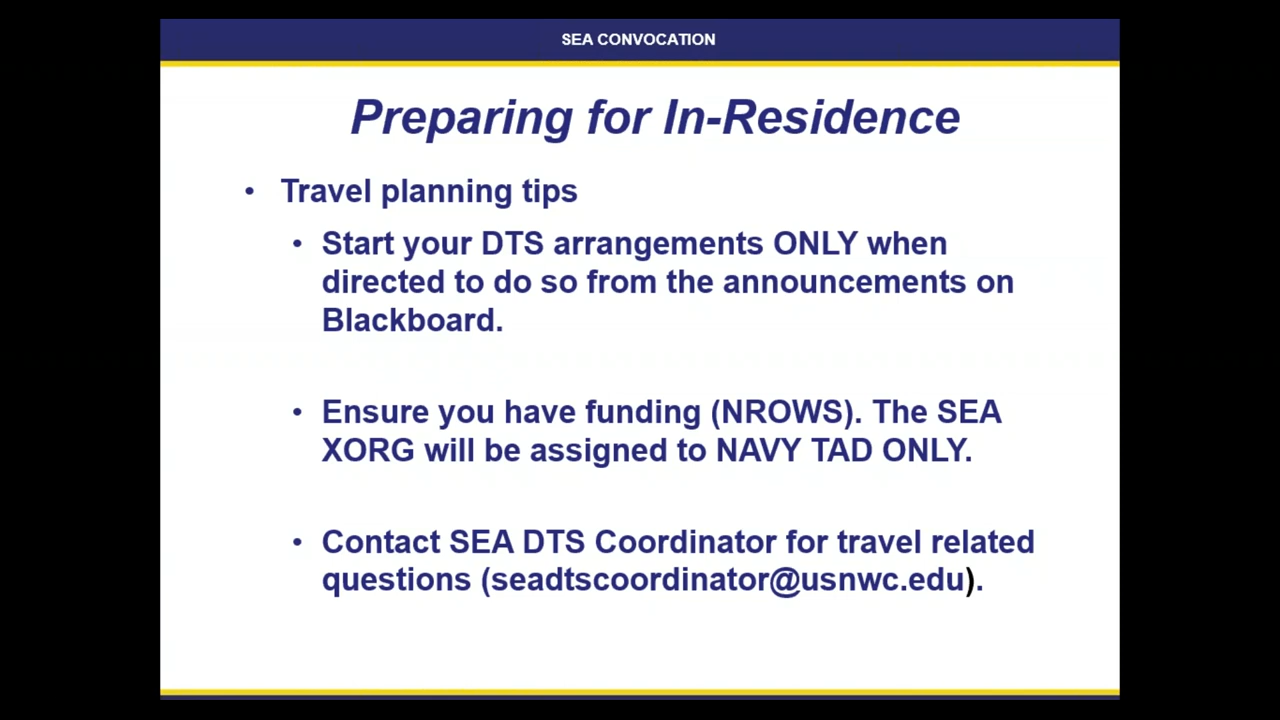 SEA CONVOCATION
Preparing for In-Residence
• Travel planning tips
• Start your DTS arrangements ONLY when
directed to do so from the announcements on
Blackboard.
• Ensure you have funding (NROWS). The SEA
XORG will be assigned to NAVY TAD ONLY.
• Contact SEA DTS Coordinator for travel related
questions (seadtscoordinator@usnwc.edu).